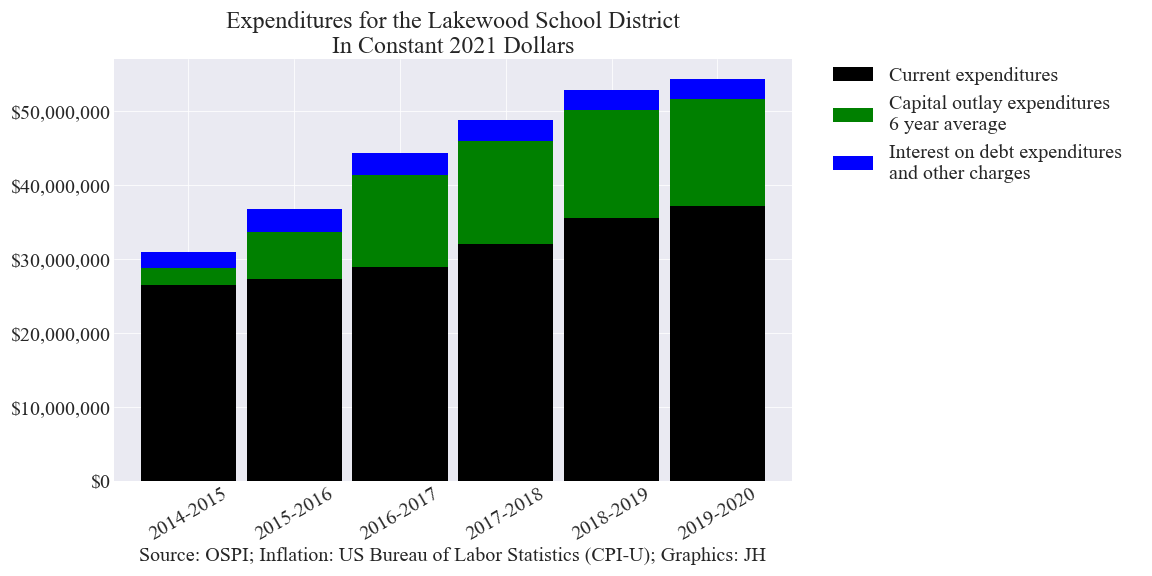 Expenditures for the Lakewood School District
In Constant 2021 Dollars
Current expenditures
Capital outlay expenditures
6 year average
Interest on debt expenditures
and other charges
$50,000,000
$40,000,000
$30,000,000
$20,000,000
$10,000,000
$0
2014-2015
2015-2016
2016-2017
2017-2018
2018-2019
2019-2020
Source: OSPI; Inflation: US Bureau of Labor Statistics (CPI-U); Graphics: JH